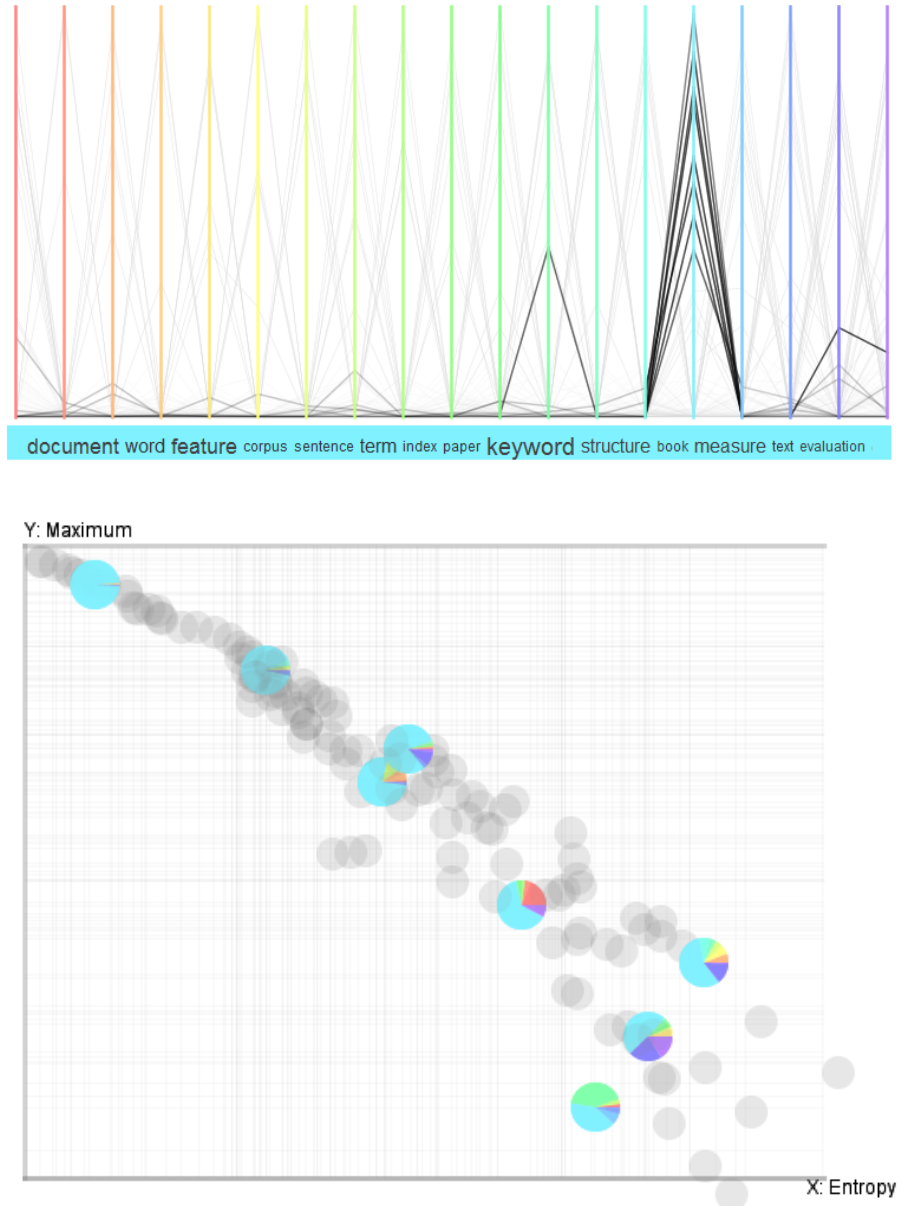 document word feature corpus sentence term index paper keyword structure book measure text evaluation
Y: Maximum
X: Entropy